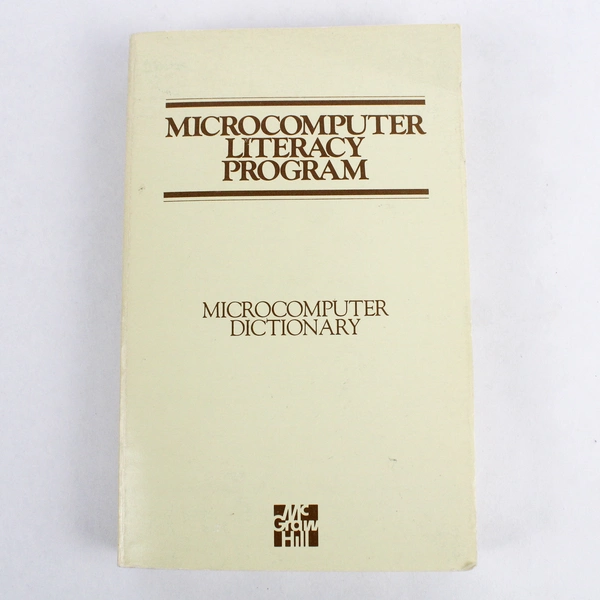 MICROCOMPUTER
LITERACY
PROGRAM
MICROCOMPUTER
DICTIONARY
Mc
Graw
Hill